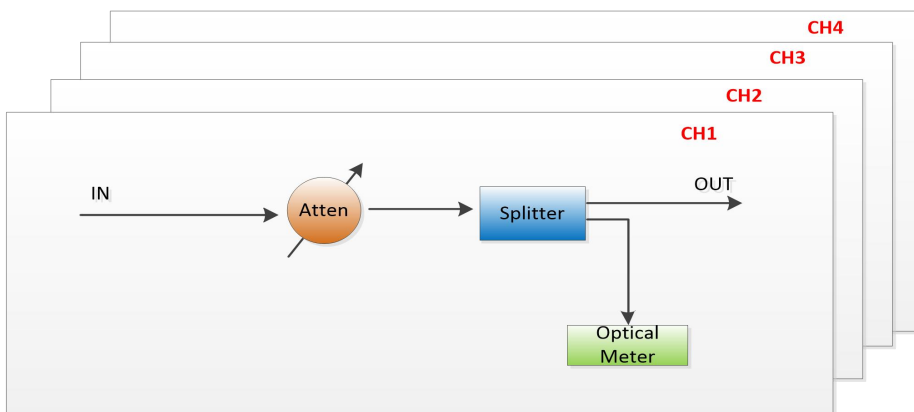 CH4
CH3
CH2
CH1
IN
OUT
Atten
Splitter
Optical
Meter